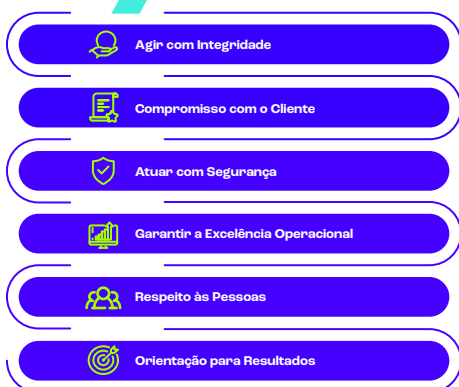 Agir com Integridade
Compromisso com o Cliente
Atuar com Segurança
Garantir a Excelência Operacional
Respeito às Pessoas
Orientação para Resultados